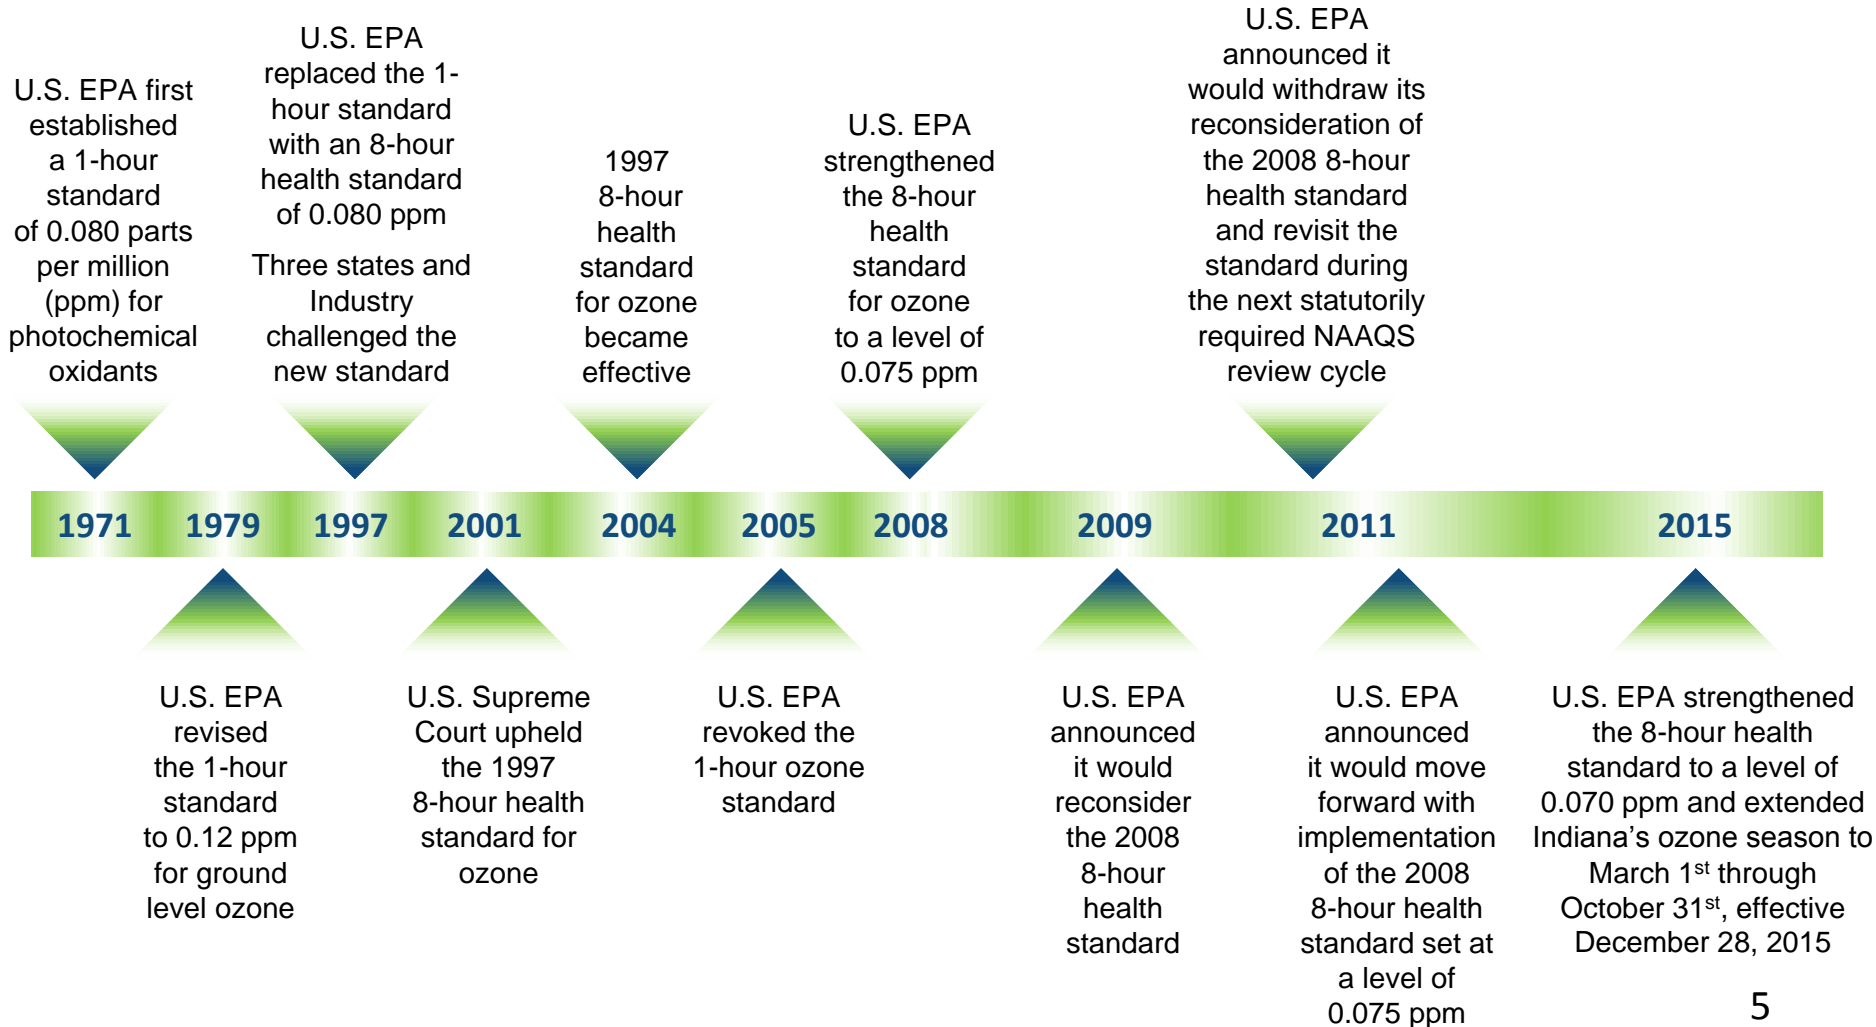 U.S. EPA first
established
a 1-hour
standard
of 0.080 parts
per million
(ppm) for
photochemical
oxidants
U.S. EPA
replaced the 1-
hour standard
with an 8-hour
health standard
of 0.080 ppm
Three states and
Industry
challenged the
new standard
1997
8-hour
health
standard
for ozone
became
effective
U.S. EPA
strengthened
the 8-hour
health
standard
for ozone
to a level of
0.075 ppm
U.S. EPA
announced it
would withdraw its
reconsideration of
the 2008 8-hour
health standard
and revisit the
standard during
the next statutorily
required NAAQS
review cycle
1971 1979 1997 2001 2004 2005 2008 2009 2011 2015
U.S. EPA
revised
the 1-hour
standard
to 0.12 ppm
for ground
level ozone
U.S. Supreme
Court upheld
the 1997
8-hour health
standard for
ozone
U.S. EPA
revoked the
1-hour ozone
standard
U.S. EPA
announced
it would
reconsider
the 2008
8-hour
health
standard
U.S. EPA
announced
it would move
forward with
implementation
of the 2008
8-hour health
standard set at
a level of
0.075 ppm
U.S. EPA strengthened
the 8-hour health
standard to a level of
0.070 ppm and extended
Indiana’s ozone season to
March 1st through
October 31st, effective
December 28, 2015
5